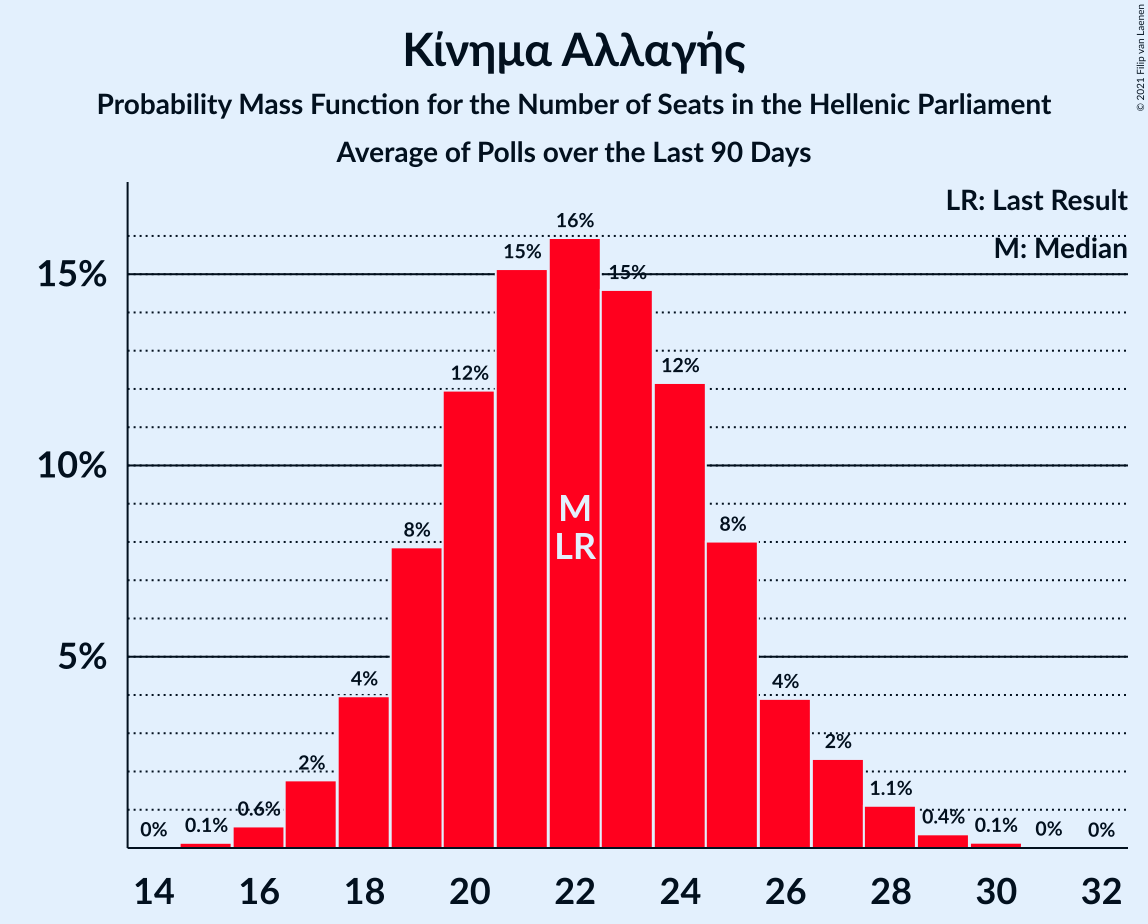 Κίνημα Αλλαγής
Probability Mass Function for the Number of Seats in the Hellenic Parliament
Average of Polls over the Last 90 Days
© 2021 Filip van Laenen
LR: Last Result
M: Median
15%
10%
5%
0%
0.1%
0.6%
2%
4%
8%
12%
15%
16%
15%
12%
8%
4%
2%
1.1%
0.4%
0.1%
0%
0%
M
LR
14 16 18 20 22 24 26 28 30 32